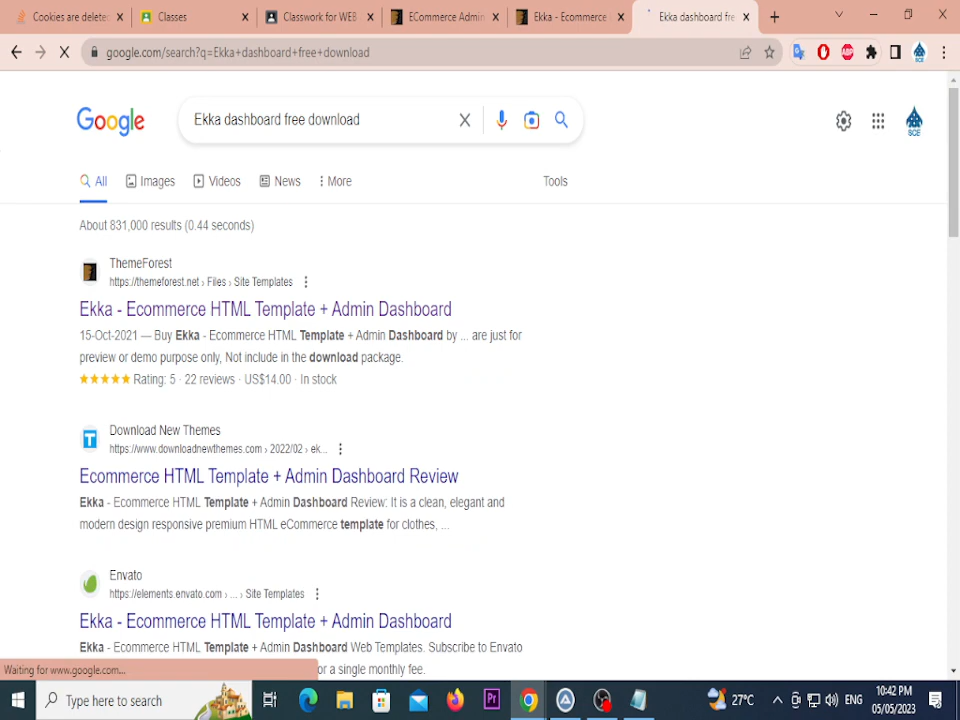 Cookies are delete
Classes
Classwork for WEB
ECommerce Admin
Ekka - Ecommerce
Ekka dashboard fre
google.com/search?q=Ekka+dashboard+free+download
Google
Ekka dashboard free download
SCE
All
Images
Videos
News
More
Tools
About 831,000 results (0.44 seconds)
ThemeForest
https://themeforest.net › Files › Site Templates
Ekka - Ecommerce HTML Template + Admin Dashboard
15-Oct-2021 — Buy Ekka - Ecommerce HTML Template + Admin Dashboard by ... are just for
preview or demo purpose only, Not include in the download package.
Rating: 5 · 22 reviews · US$14.00 · In stock
Download New Themes
https://www.downloadnewthemes.com › 2022/02 › ek...
Ecommerce HTML Template + Admin Dashboard Review
Ekka - Ecommerce HTML Template + Admin Dashboard Review: It is a clean, elegant and
modern design responsive premium HTML eCommerce template for clothes, ...
Envato
https://elements.envato.com › ... › Site Templates
Ekka - Ecommerce HTML Template + Admin Dashboard
Ekka - Ecommerce HTML Template + Admin Dashboard Web Templates. Subscribe to Envato
or a single monthly fee.
Waiting for www.google.com...
Type here to search
Pr
27°C
ENG
10:42 PM
05/05/2023